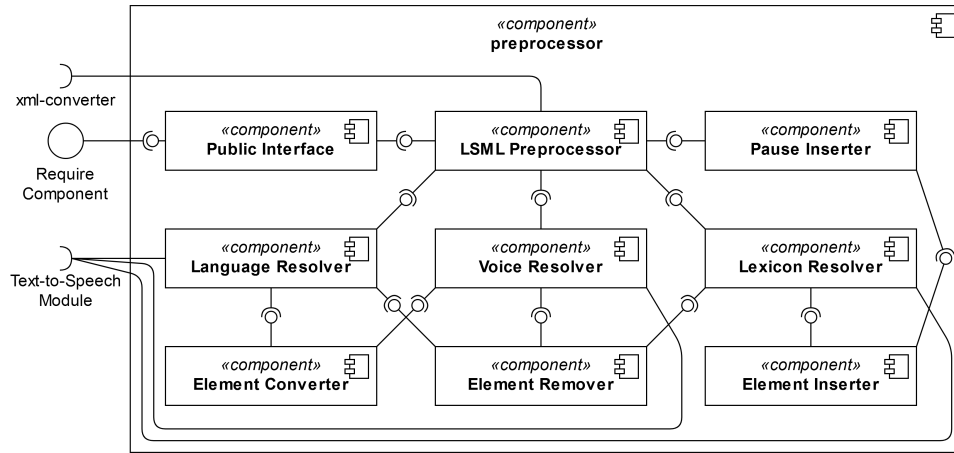 «component»
preprocessor
xml-converter
«component»
Public Interface
«component»
LSML Preprocessor
«component»
Pause Inserter
Require
Component
«component»
Language Resolver
«component»
Voice Resolver
«component»
Lexicon Resolver
Text-to-Speech
Module
«component»
Element Converter
«component»
Element Remover
«component»
Element Inserter